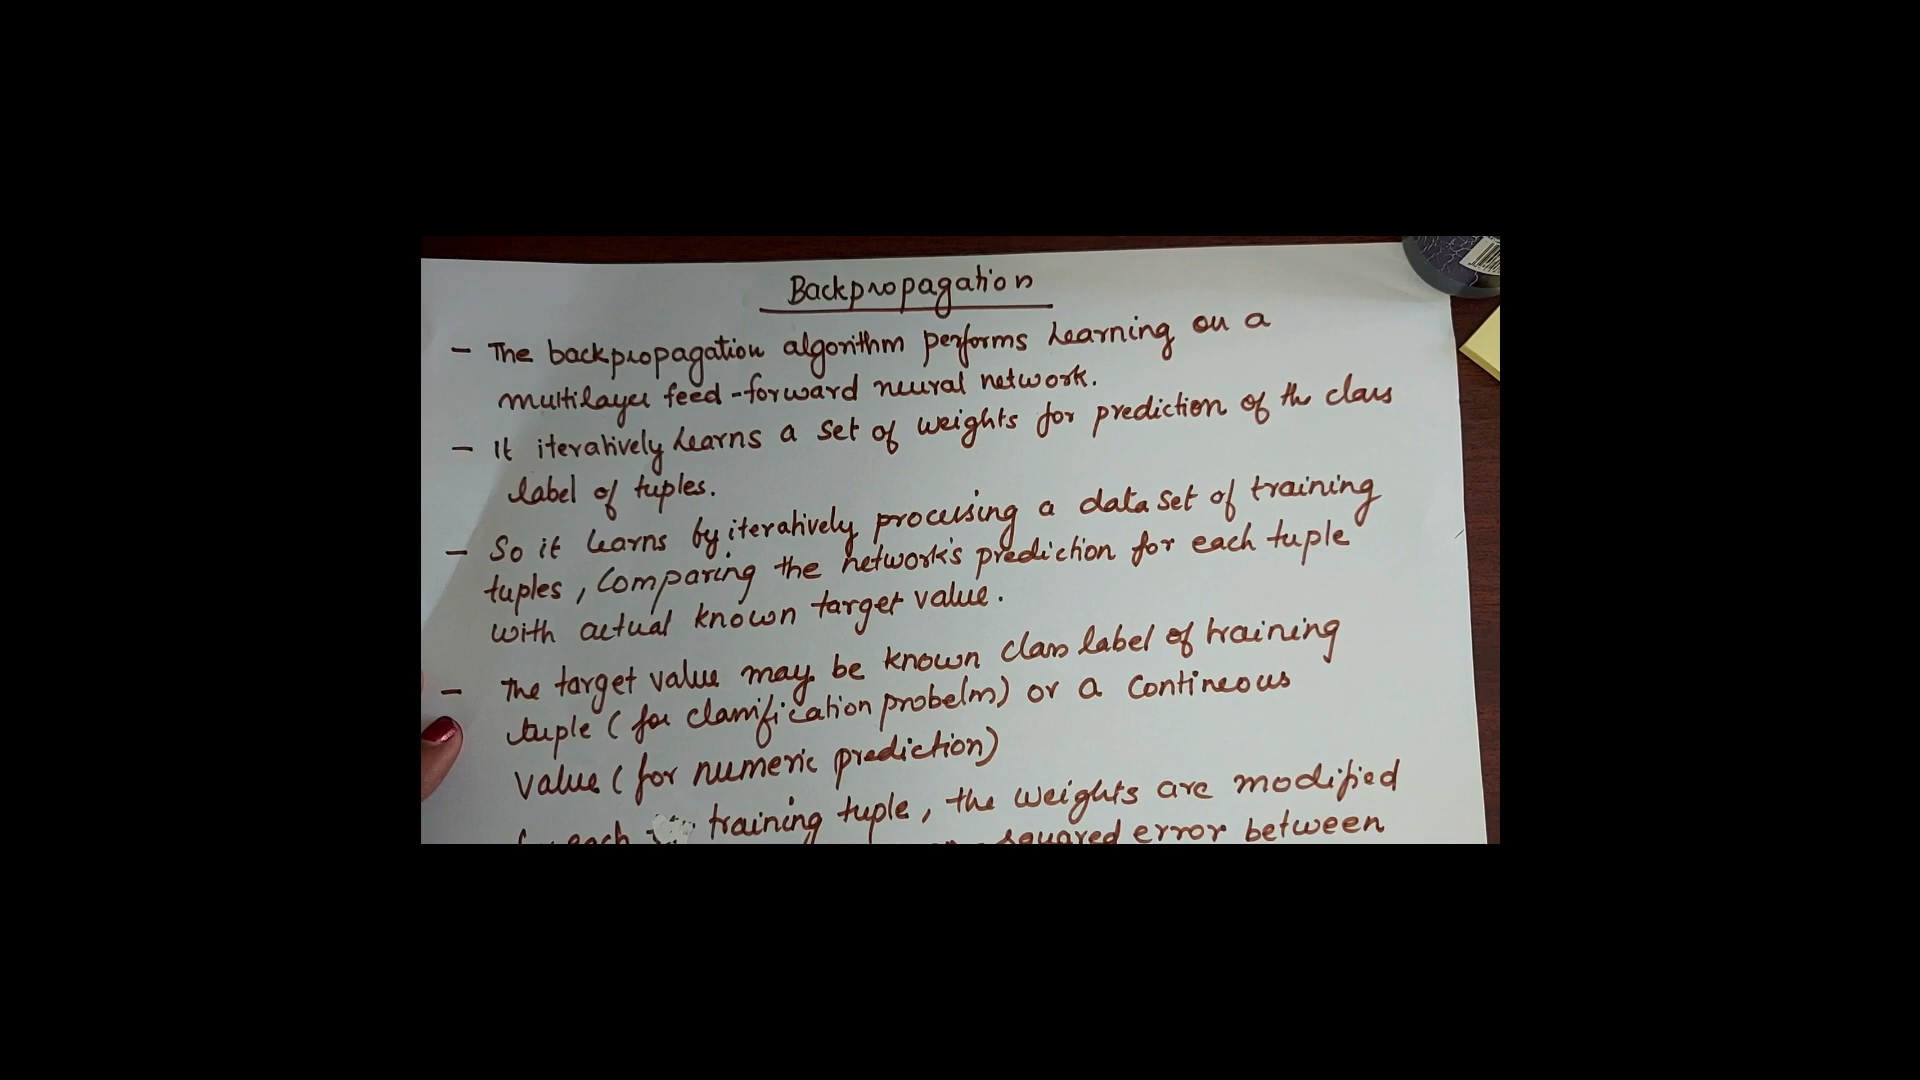 Backpropagation
- The backpropagation algorithm performs learning on a
multilayer feed-forward neural network.
- It iteratively learns a set of weights for prediction of the class
label of tuples.
- So it learns by iteratively processing a data set of training
tuples, comparing the network's prediction for each tuple
with actual known target value.
- The target value may be known class label of training
tuple (for classification probelm) or a contineous
value (for numeric prediction)
each training tuple, the weights are modified
squared error between